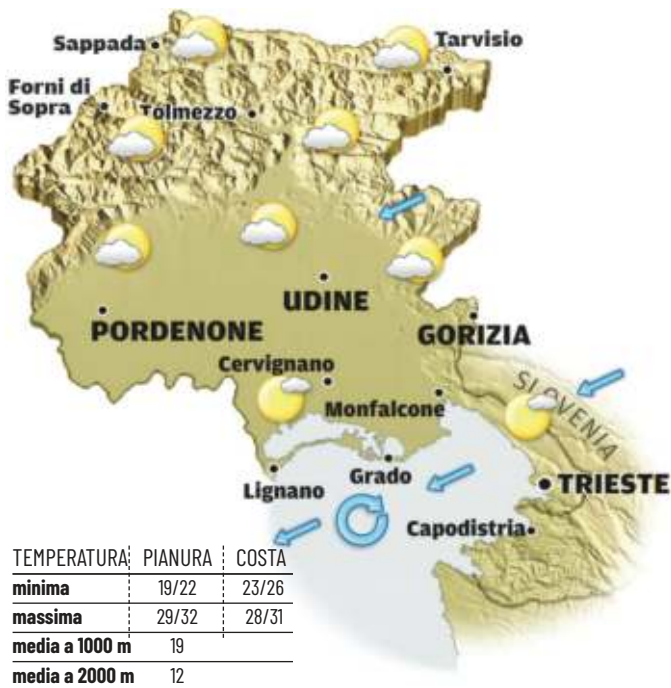 Sappada
Tarvisio
Forni di
Sopra
Tolmezzo
UDINE
PORDENONE
GORIZIA
Cervignano
SLOVENIA
Monfalcone
Grado
Lignano
TRIESTE
Capodistria
TEMPERATURA PIANURA COSTA
minima 19/22 23/26
massima 29/32 28/31
media a 1000 m 19
media a 2000 m 12